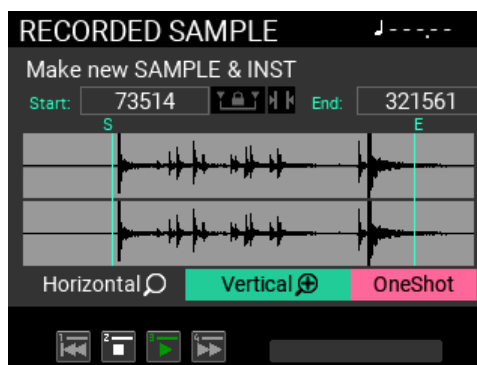 RECORDED SAMPLE ♩---.--
Make new SAMPLE & INST
Start: 73514 End: 321561
S E
Horizontal Vertical OneShot
1 2 3 4